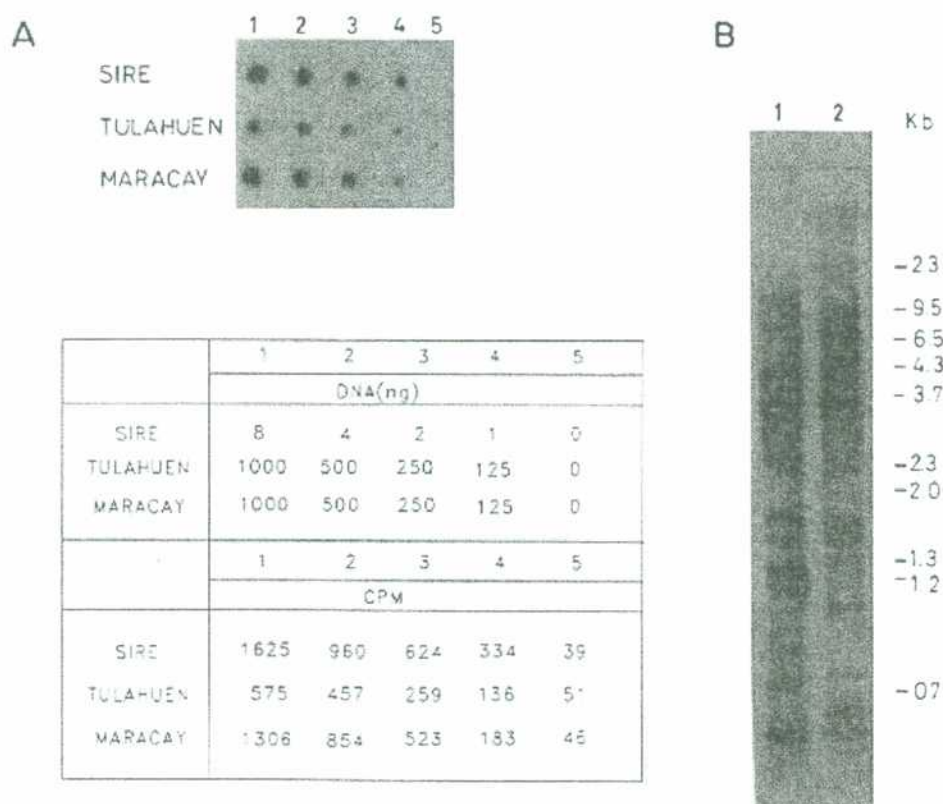 A
1 2 3 4 5
SIRE
TULAHUEN
MARACAY
1 2 3 4 5
DNA(ng)
SIRE 8 4 2 1 0
TULAHUEN 1000 500 250 125 0
MARACAY 1000 500 250 125 0
1 2 3 4 5
CPM
SIRE 1625 960 624 334 39
TULAHUEN 575 457 259 136 51
MARACAY 1306 854 523 183 46
B
1 2 Kb
-23
-9.5
-6.5
-4.3
-3.7
-2.3
-2.0
-1.3
-1.2
-07